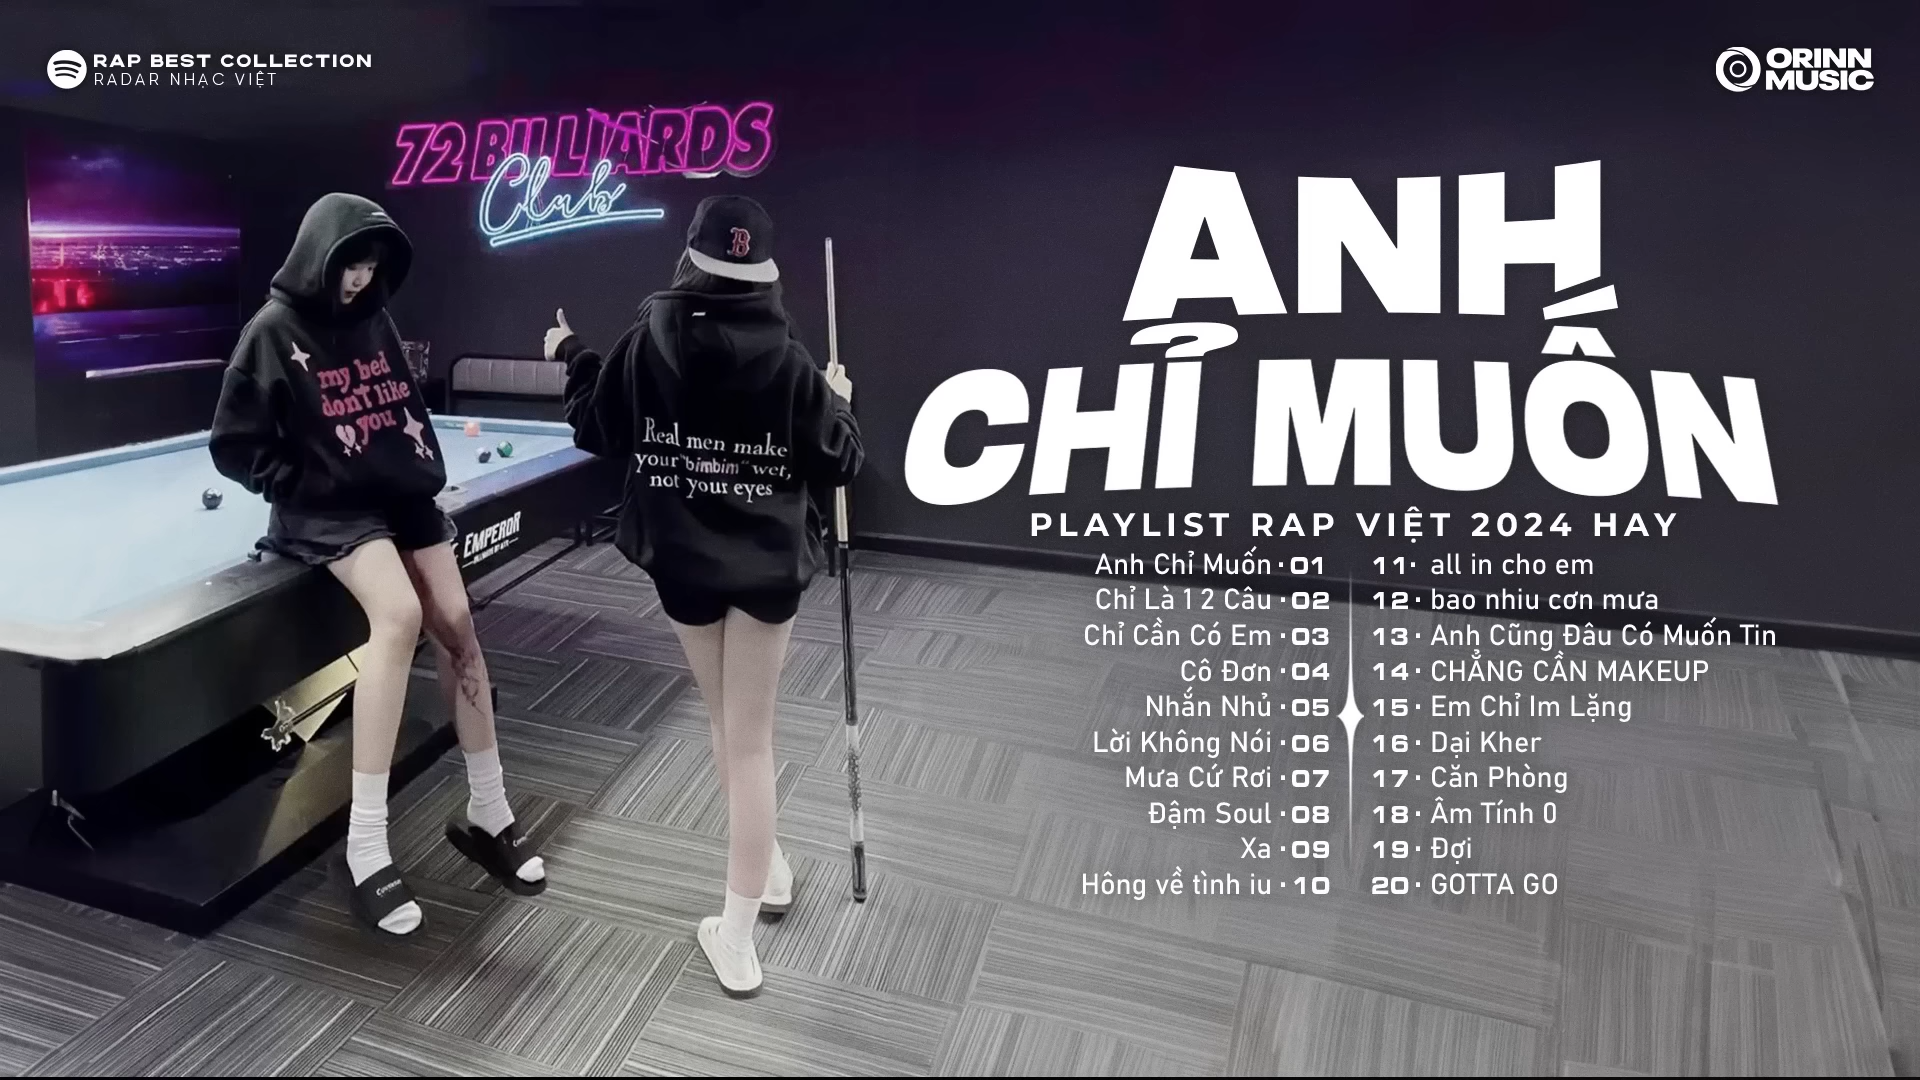 RAP BEST COLLECTION
RADAR NHẠC VIỆT
ORINN
MUSIC
72 BILLIARDS
Club
B
my bed
don't like
you
Real men make
your "bimbim" wet,
not your eyes
EMPEROR
ANH
CHỈ MUỐN
PLAYLIST RAP VIỆT 2024 HAY
Anh Chỉ Muốn · 01
Chỉ Là 1 2 Câu · 02
Chỉ Cần Có Em · 03
Cô Đơn · 04
Nhắn Nhủ · 05
Lời Không Nói · 06
Mưa Cứ Rơi · 07
Đậm Soul · 08
Xa · 09
Hông về tình iu · 10
11 · all in cho em
12 · bao nhiu cơn mưa
13 · Anh Cũng Đâu Có Muốn Tin
14 · CHẲNG CẦN MAKEUP
15 · Em Chỉ Im Lặng
16 · Dại Kher
17 · Căn Phòng
18 · Âm Tính 0
19 · Đợi
20 · GOTTA GO